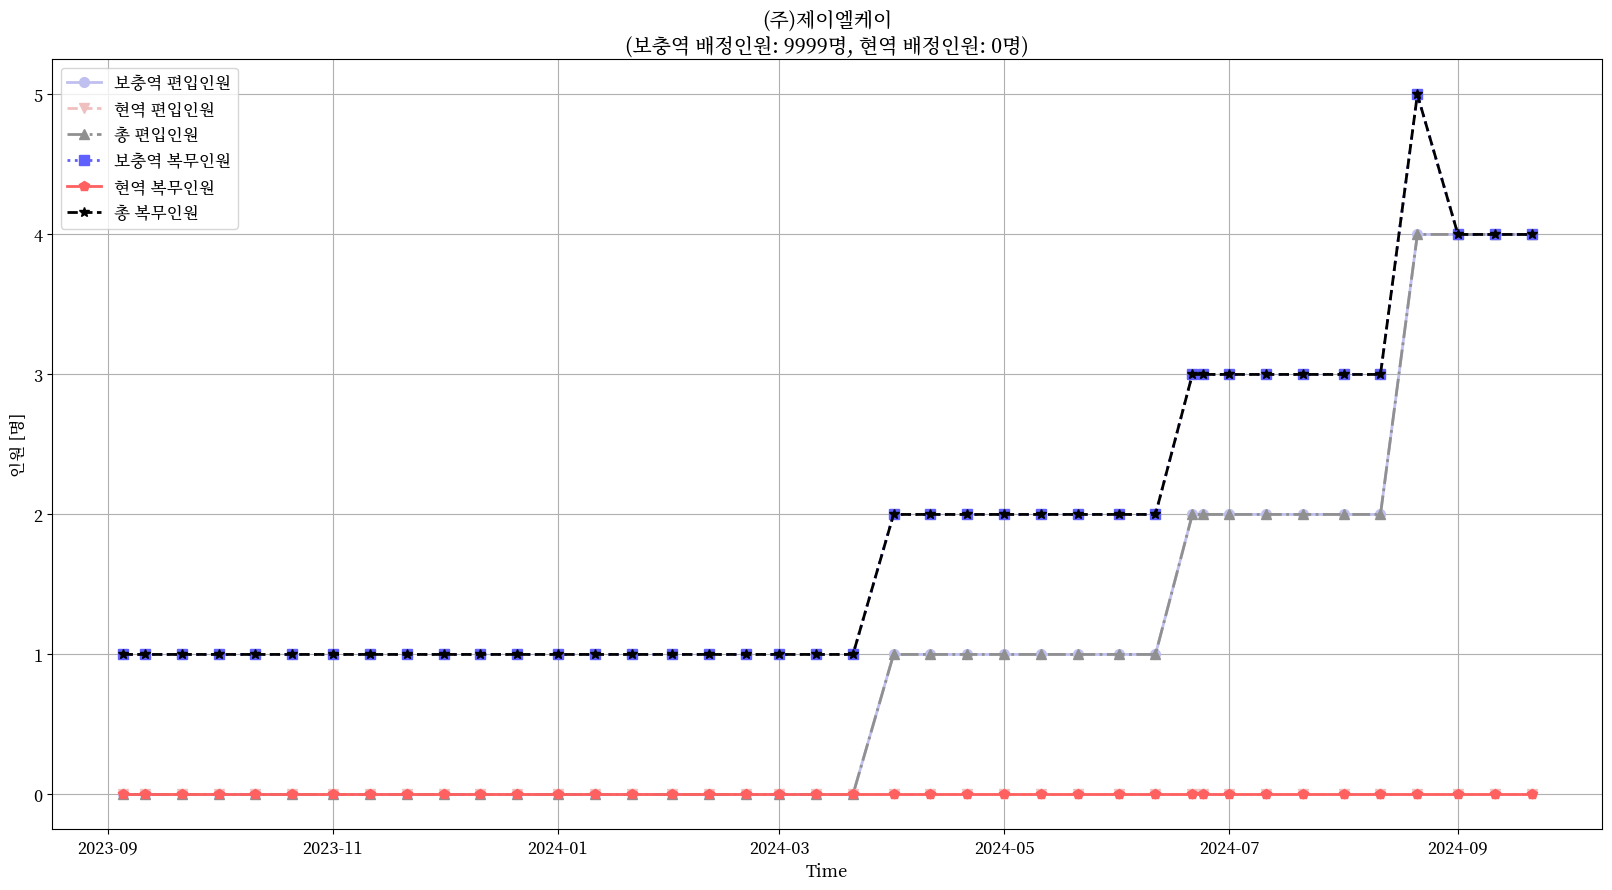 (주)제이엘케이
(보충역 배정인원: 9999명, 현역 배정인원: 0명)
보충역 편입인원
현역 편입인원
총 편입인원
보충역 복무인원
현역 복무인원
총 복무인원
5
4
3
2
1
0
인원 [명]
2023-09
2023-11
2024-01
2024-03
2024-05
2024-07
2024-09
Time